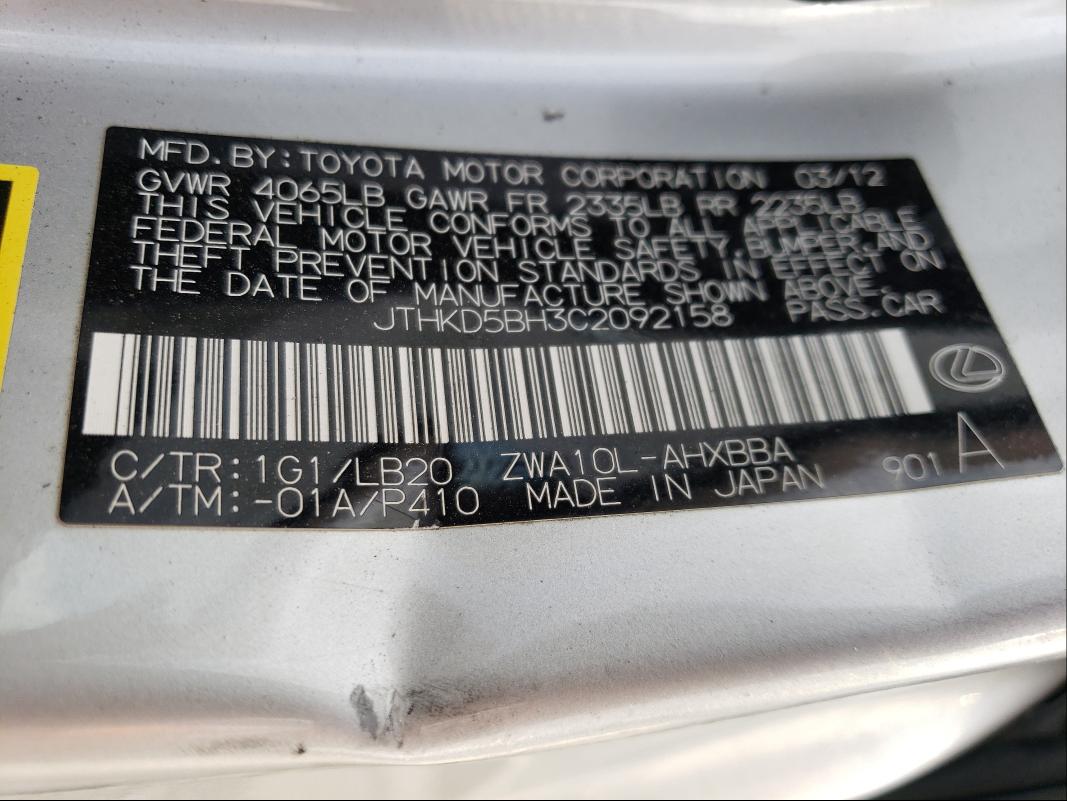 MFD.BY:TOYOTA MOTOR CORPORATION 03/12
GVWR 4065LB GAWR FR 2335LB RR 2235LB
THIS VEHICLE CONFORMS TO ALL APPLICABLE
FEDERAL MOTOR VEHICLE SAFETY,BUMPER,AND
THEFT PREVENTION STANDARDS IN EFFECT ON
THE DATE OF MANUFACTURE SHOWN ABOVE.
JTHKD5BH3C2092158 PASS.CAR
C/TR:1G1/LB20 ZWA10L-AHXBBA 901 A
A/TM:-01A/P410 MADE IN JAPAN